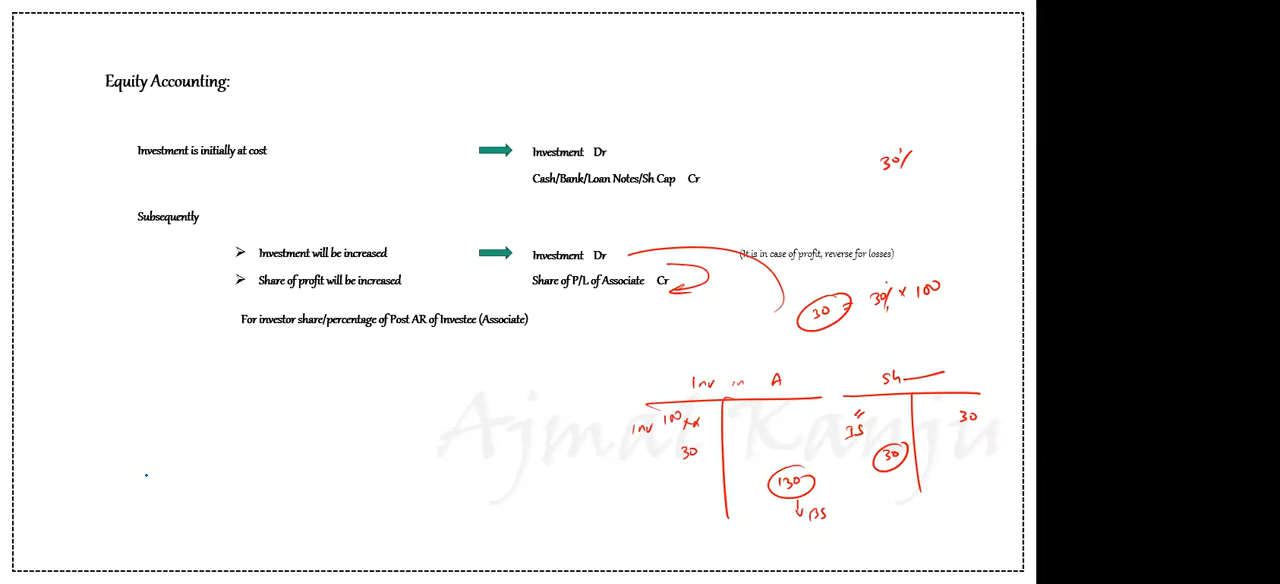 Equity Accounting:
Investment is initially at cost
Investment Dr
30%
Cash/Bank/Loan Notes/Sh Cap Cr
Subsequently
➢ Investment will be increased
Investment Dr
(It is in case of profit, reverse for losses)
➢ Share of profit will be increased
Share of P/L of Associate Cr
30 = 30% x 100
For investor share/percentage of Post AR of Investee (Associate)
Inv in A
Sh
Inv 100
30
30
30
130
BS
Ajmal Kanju